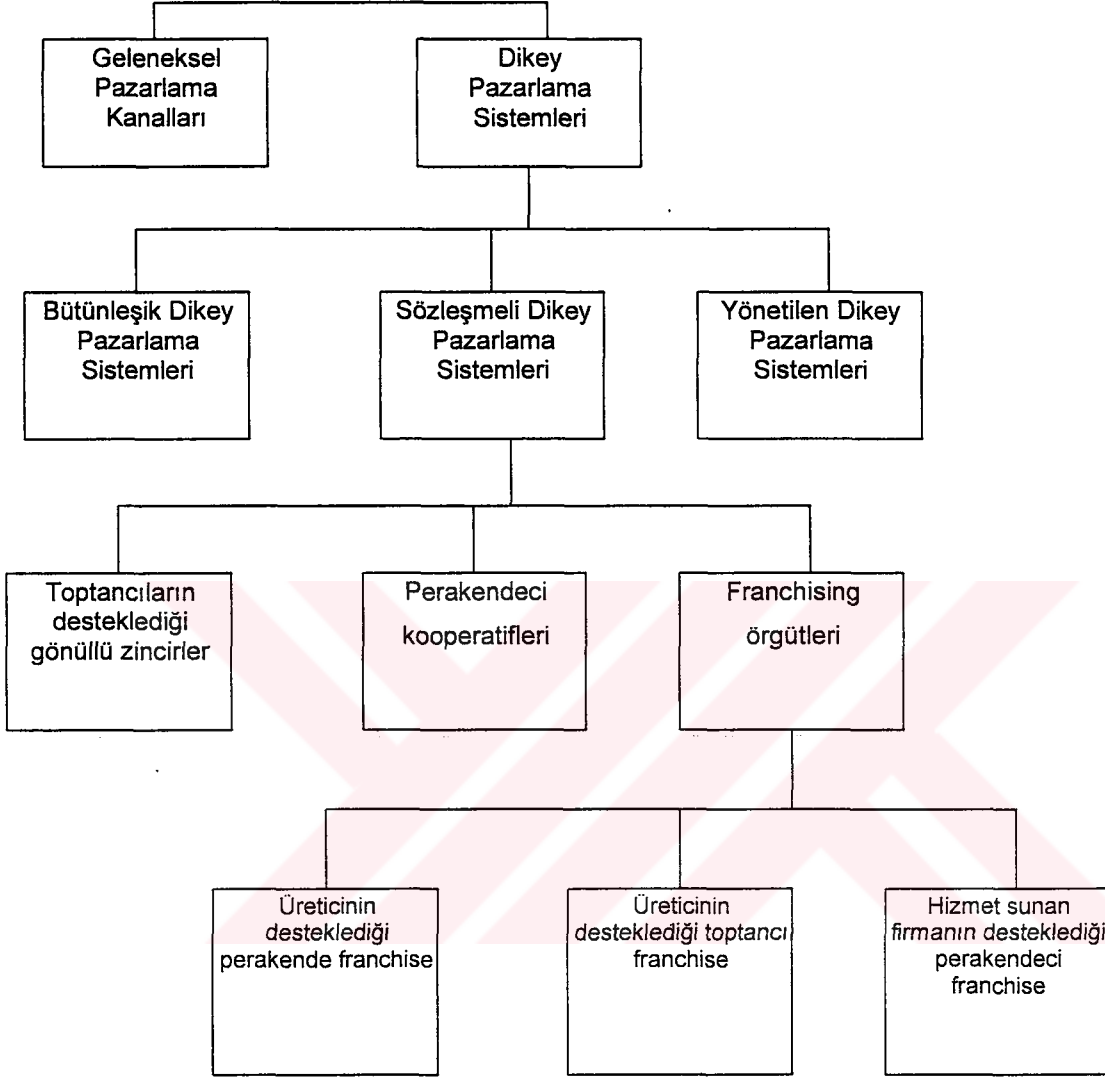 Geleneksel
Pazarlama
Kanalları
Dikey
Pazarlama
Sistemleri
Bütünleşik Dikey
Pazarlama
Sistemleri
Sözleşmeli Dikey
Pazarlama
Sistemleri
Yönetilen Dikey
Pazarlama
Sistemleri
Toptancıların
desteklediği
gönüllü zincirler
Perakendeci
kooperatifleri
Franchising
örgütleri
Üreticinin
desteklediği
perakende franchise
Üreticinin
desteklediği toptancı
franchise
Hizmet sunan
firmanın desteklediği
perakendeci
franchise